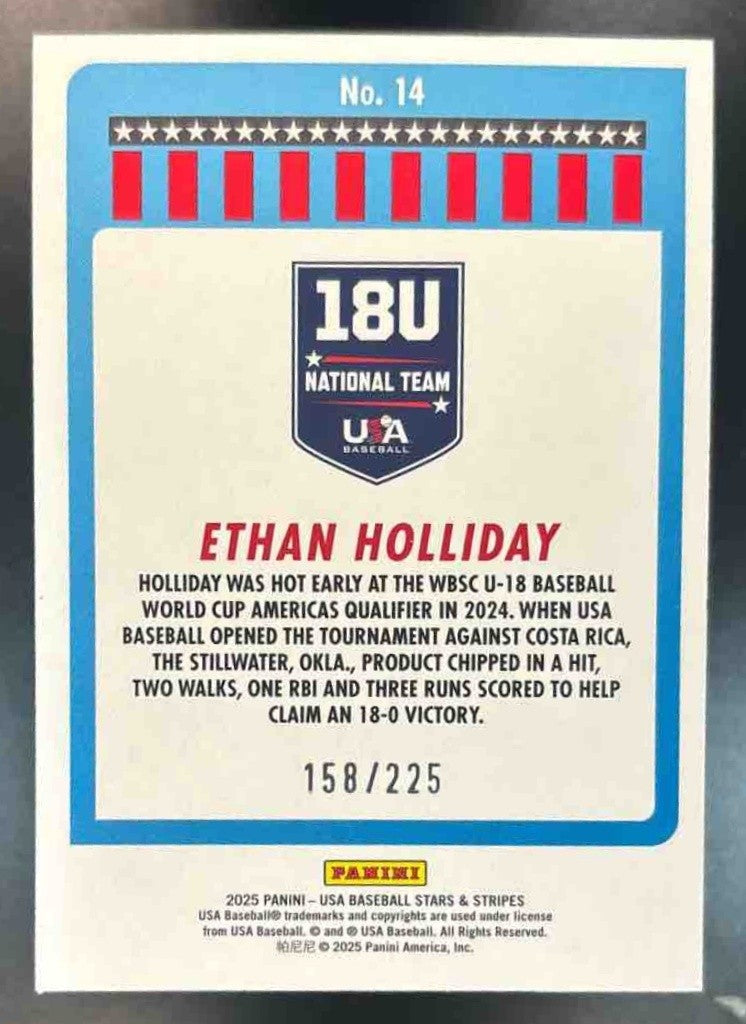 No. 14
18U
NATIONAL TEAM
USA
BASEBALL
ETHAN HOLLIDAY
HOLLIDAY WAS HOT EARLY AT THE WBSC U-18 BASEBALL
WORLD CUP AMERICAS QUALIFIER IN 2024. WHEN USA
BASEBALL OPENED THE TOURNAMENT AGAINST COSTA RICA,
THE STILLWATER, OKLA., PRODUCT CHIPPED IN A HIT,
TWO WALKS, ONE RBI AND THREE RUNS SCORED TO HELP
CLAIM AN 18-0 VICTORY.
158/225
PANINI
2025 PANINI – USA BASEBALL STARS & STRIPES
USA Baseball® trademarks and copyrights are used under license
from USA Baseball. © and ® USA Baseball. All Rights Reserved.
帕尼尼 © 2025 Panini America, Inc.